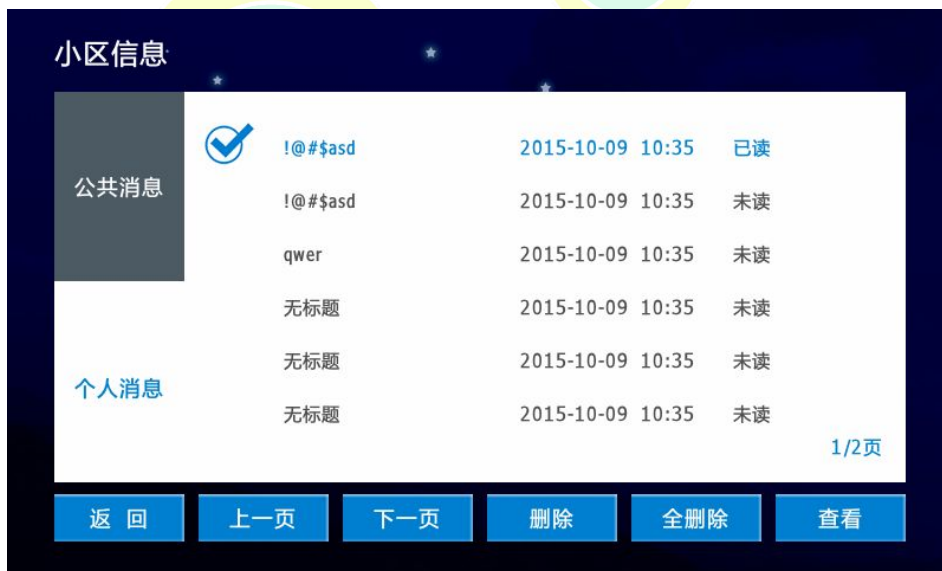 小区信息
公共消息
!@#$asd 2015-10-09 10:35 已读
!@#$asd 2015-10-09 10:35 未读
qwer 2015-10-09 10:35 未读
无标题 2015-10-09 10:35 未读
个人消息
无标题 2015-10-09 10:35 未读
无标题 2015-10-09 10:35 未读
1/2页
返 回 上一页 下一页 删除 全删除 查看